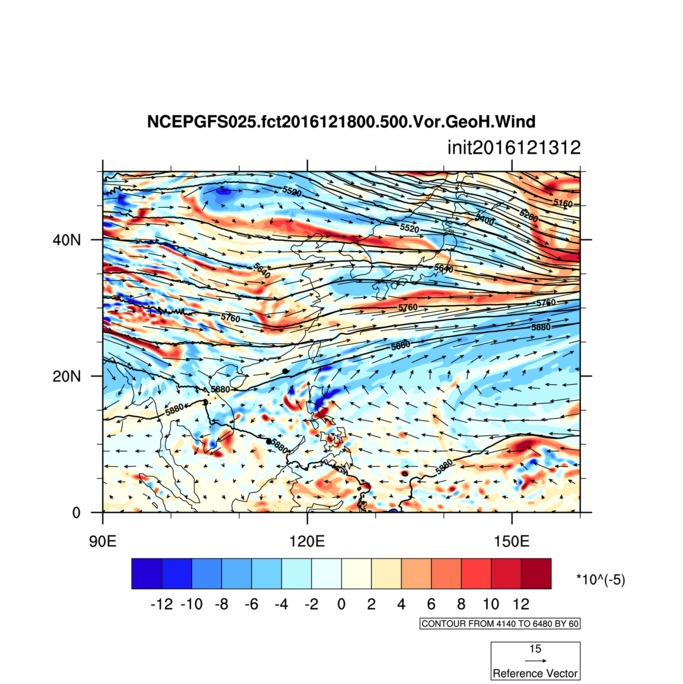 NCEPGFS025.fct2016121800.500.Vor.GeoH.Wind
init2016121312
5580
5160
5400
5280
5520
40N
5640
5640
5760
5760
5760
5880
5880
20N
5880
5880
5880
5880
0
90E 120E 150E
-12 -10 -8 -6 -4 -2 0 2 4 6 8 10 12
*10^(-5)
CONTOUR FROM 4140 TO 6480 BY 60
15
Reference Vector